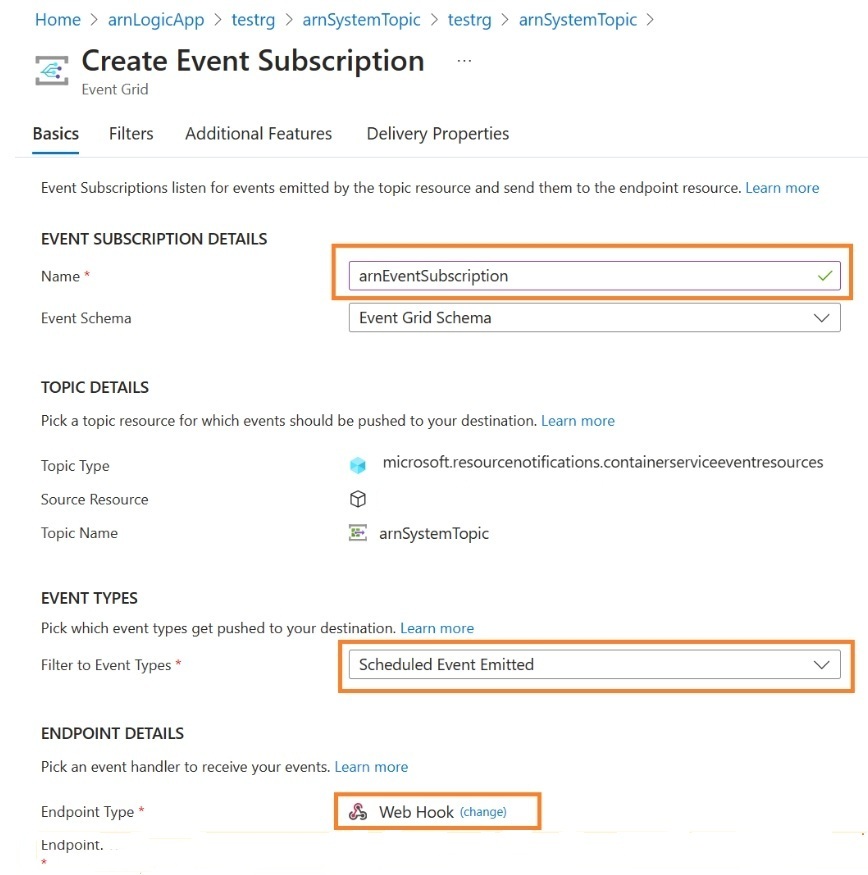 Home > arnLogicApp > testrg > arnSystemTopic > testrg > arnSystemTopic >
Create Event Subscription ...
Event Grid
Basics Filters Additional Features Delivery Properties
Event Subscriptions listen for events emitted by the topic resource and send them to the endpoint resource. Learn more
EVENT SUBSCRIPTION DETAILS
Name * arnEventSubscription
Event Schema Event Grid Schema
TOPIC DETAILS
Pick a topic resource for which events should be pushed to your destination. Learn more
Topic Type microsoft.resourcenotifications.containerserviceeventresources
Source Resource
Topic Name arnSystemTopic
EVENT TYPES
Pick which event types get pushed to your destination. Learn more
Filter to Event Types * Scheduled Event Emitted
ENDPOINT DETAILS
Pick an event handler to receive your events. Learn more
Endpoint Type * Web Hook (change)
Endpoint.
*